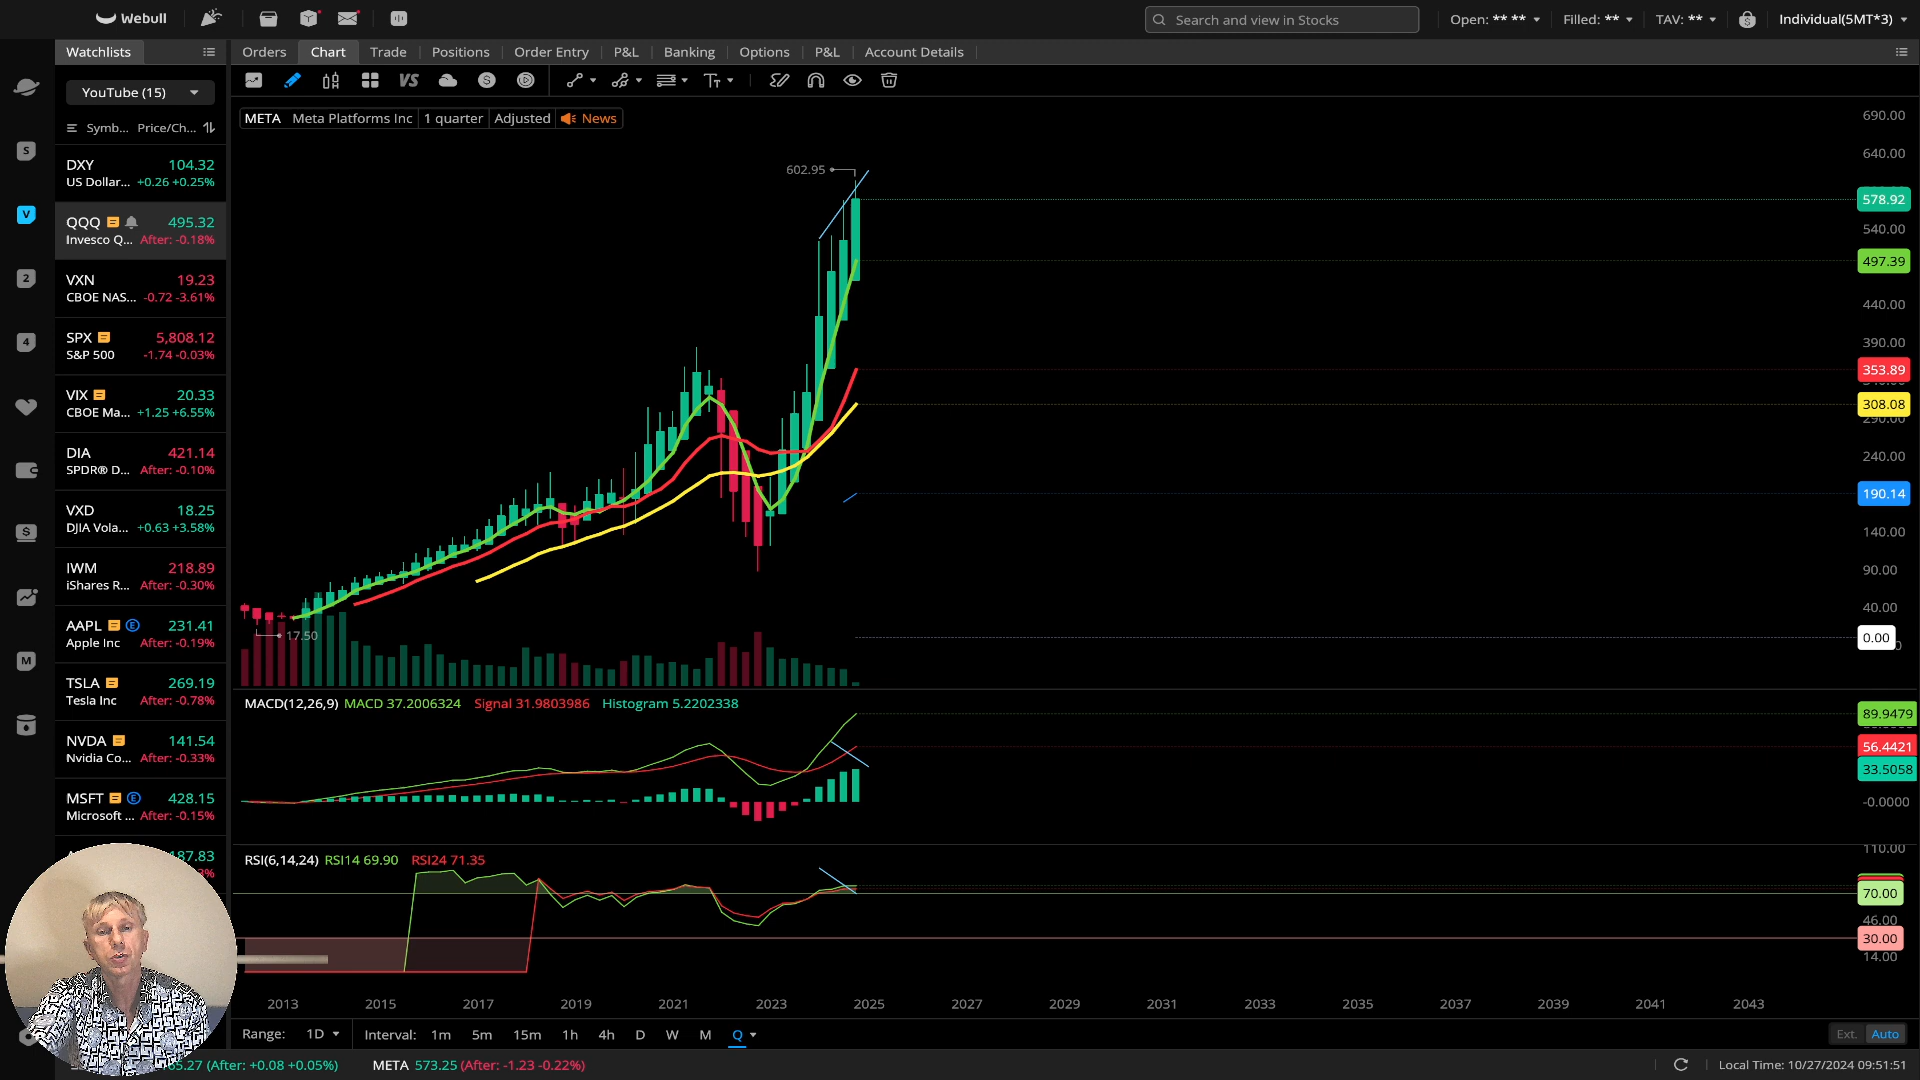 Webull
Search and view in Stocks
Open: ** **
Filled: **
TAV: **
Individual(5MT*3)
Watchlists
Orders
Chart
Trade
Positions
Order Entry
P&L
Banking
Options
P&L
Account Details
YouTube (15)
VS
META Meta Platforms Inc 1 quarter Adjusted News
Symb... Price/Ch...
DXY 104.32
US Dollar... +0.26 +0.25%
QQQ 495.32
Invesco Q... After: -0.18%
VXN 19.23
CBOE NAS... -0.72 -3.61%
SPX 5,808.12
S&P 500 -1.74 -0.03%
VIX 20.33
CBOE Ma... +1.25 +6.55%
DIA 421.14
SPDR® D... After: -0.10%
VXD 18.25
DJIA Vola... +0.63 +3.58%
IWM 218.89
iShares R... After: -0.30%
AAPL E 231.41
Apple Inc After: -0.19%
TSLA 269.19
Tesla Inc After: -0.78%
NVDA 141.54
Nvidia Co... After: -0.33%
MSFT E 428.15
Microsoft ... After: -0.15%
602.95
17.50
690.00
640.00
578.92
540.00
497.39
440.00
390.00
353.89
308.08
290.00
240.00
190.14
140.00
90.00
40.00
0.00
MACD(12,26,9) MACD 37.2006324 Signal 31.9803986 Histogram 5.2202338
89.9479
56.4421
33.5058
-0.0000
RSI(6,14,24) RSI14 69.90 RSI24 71.35
110.00
70.00
46.00
30.00
14.00
2013 2015 2017 2019 2021 2023 2025 2027 2029 2031 2033 2035 2037 2039 2041 2043
Range: 1D Interval: 1m 5m 15m 1h 4h D W M Q
Ext. Auto
(After: +0.08 +0.05%)
META 573.25 (After: -1.23 -0.22%)
Local Time: 10/27/2024 09:51:51